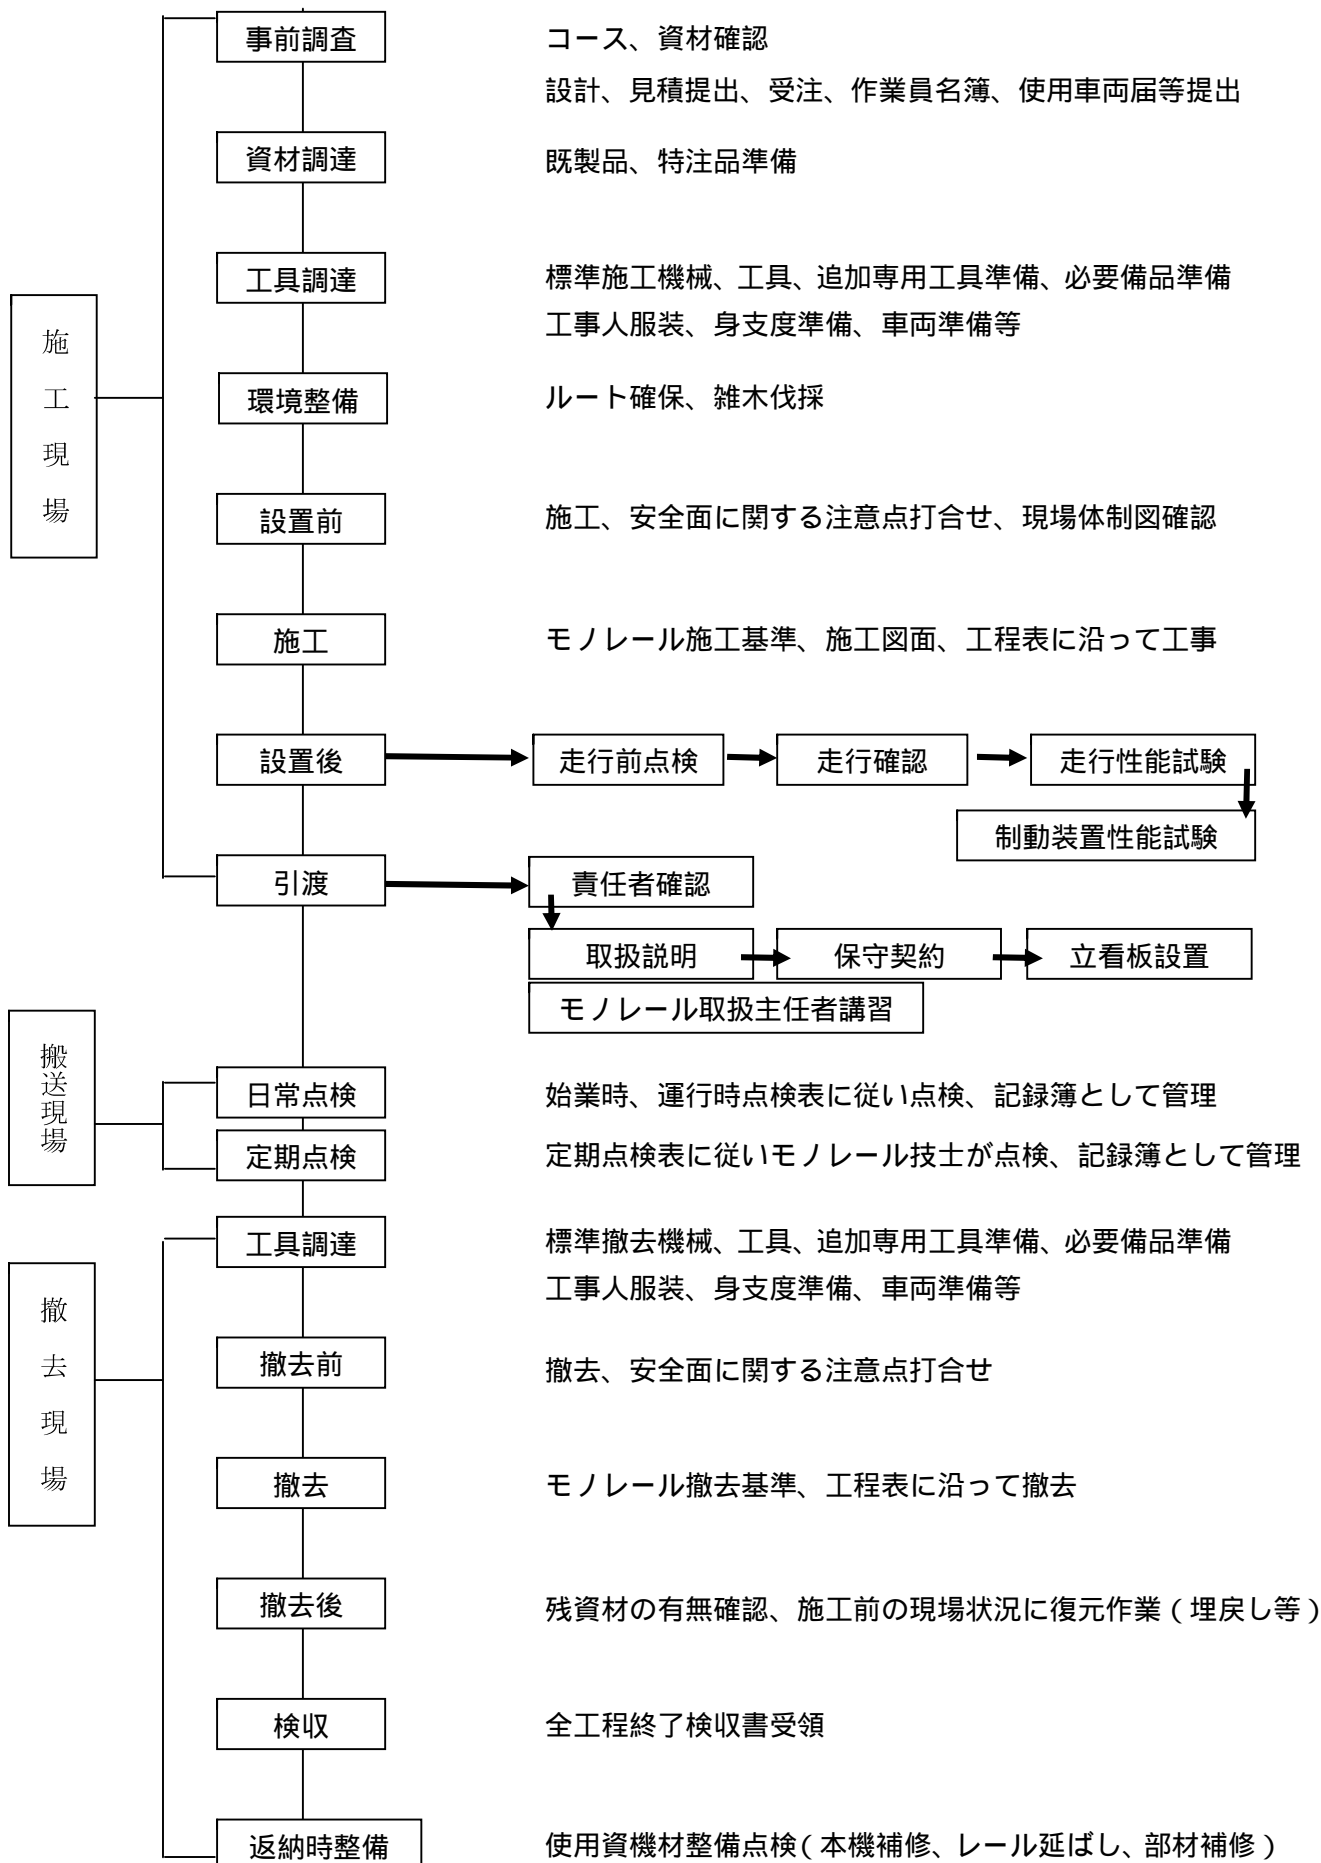 事前調査 コース、資材確認
設計、見積提出、受注、作業員名簿、使用車両届等提出
資材調達 既製品、特注品準備
工具調達 標準施工機械、工具、追加専用工具準備、必要備品準備
工事人服装、身支度準備、車両準備等
施工現場
環境整備 ルート確保、雑木伐採
設置前 施工、安全面に関する注意点打合せ、現場体制図確認
施工 モノレール施工基準、施工図面、工程表に沿って工事
設置後 走行前点検 走行確認 走行性能試験
制動装置性能試験
引渡 責任者確認
取扱説明 保守契約 立看板設置
モノレール取扱主任者講習
搬送現場
日常点検 始業時、運行時点検表に従い点検、記録簿として管理
定期点検 定期点検表に従いモノレール技士が点検、記録簿として管理
工具調達 標準撤去機械、工具、追加専用工具準備、必要備品準備
工事人服装、身支度準備、車両準備等
撤去現場
撤去前 撤去、安全面に関する注意点打合せ
撤去 モノレール撤去基準、工程表に沿って撤去
撤去後 残資材の有無確認、施工前の現場状況に復元作業(埋戻し等)
検収 全工程終了検収書受領
返納時整備 使用資機材整備点検(本機補修、レール延ばし、部材補修)